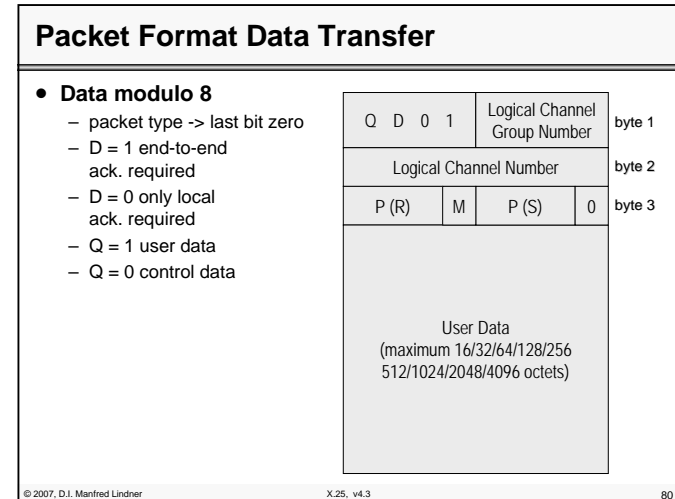 Packet Format Data Transfer
• Data modulo 8
– packet type -> last bit zero
– D = 1 end-to-end
ack. required
– D = 0 only local
ack. required
– Q = 1 user data
– Q = 0 control data
Q D 0 1
Logical Channel
Group Number
byte 1
Logical Channel Number
byte 2
P (R) M P (S) 0
byte 3
User Data
(maximum 16/32/64/128/256
512/1024/2048/4096 octets)
© 2007, D.I. Manfred Lindner
X.25, v4.3
80